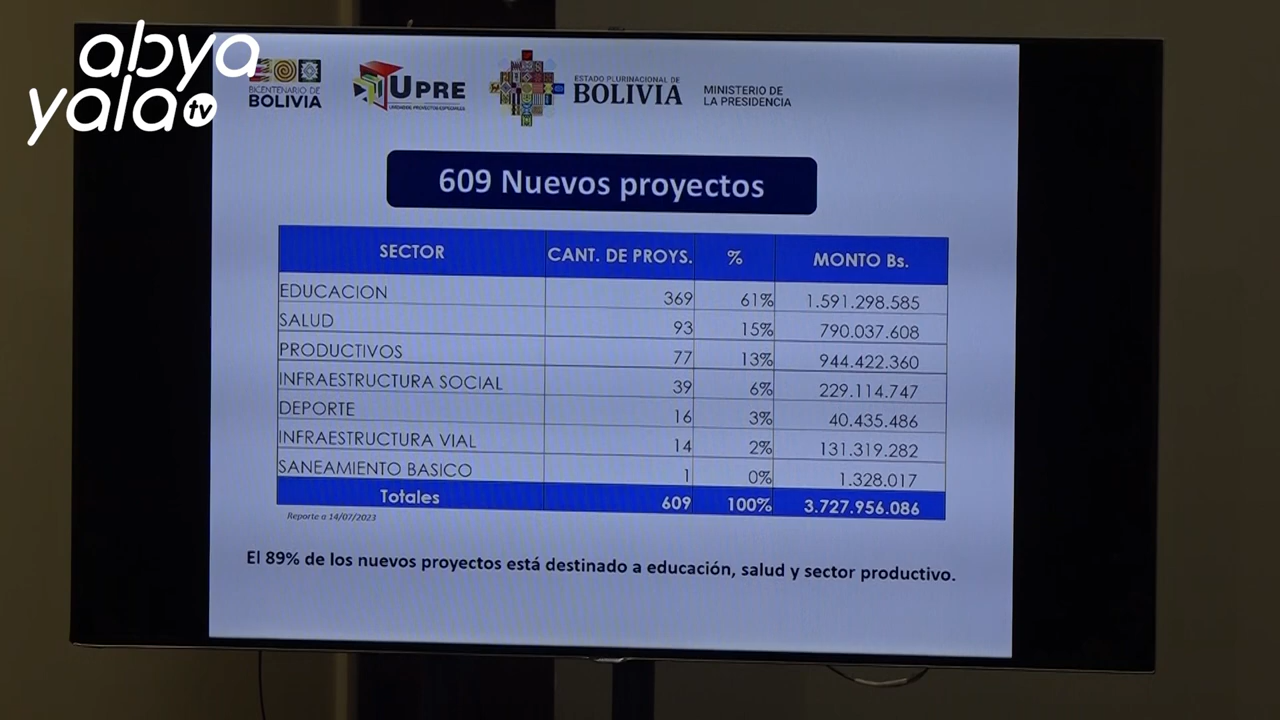 abya
yala tv
BICENTENARIO DE
BOLIVIA
UPRE
UNIDAD DE PROYECTOS ESPECIALES
ESTADO PLURINACIONAL DE
BOLIVIA
MINISTERIO DE
LA PRESIDENCIA
609 Nuevos proyectos
SECTOR CANT. DE PROYS. % MONTO Bs.
EDUCACION 369 61% 1.591.298.585
SALUD 93 15% 790.037.608
PRODUCTIVOS 77 13% 944.422.360
INFRAESTRUCTURA SOCIAL 39 6% 229.114.747
DEPORTE 16 3% 40.435.486
INFRAESTRUCTURA VIAL 14 2% 131.319.282
SANEAMIENTO BASICO 1 0% 1.328.017
Totales 609 100% 3.727.956.086
Reporte a 14/07/2023
El 89% de los nuevos proyectos está destinado a educación, salud y sector productivo.